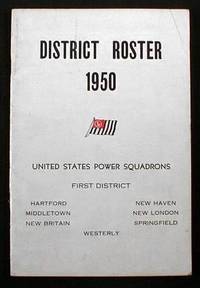 DISTRICT ROSTER
1950
UNITED STATES POWER SQUADRONS
FIRST DISTRICT
HARTFORD NEW HAVEN
MIDDLETOWN NEW LONDON
NEW BRITAIN SPRINGFIELD
WESTERLY